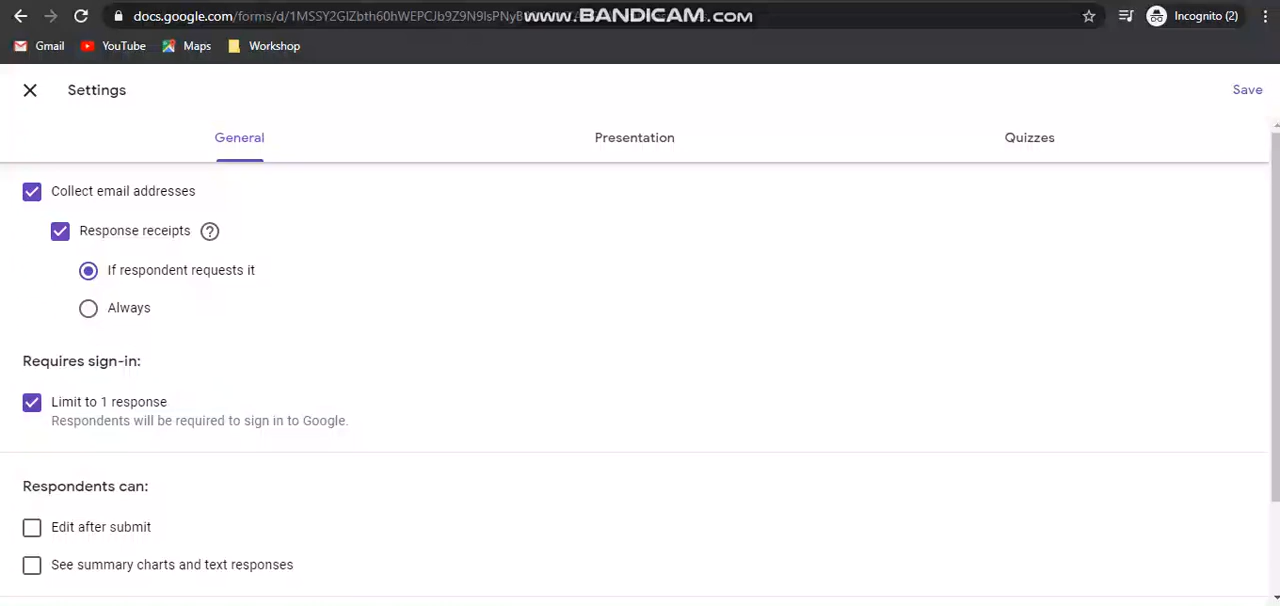 docs.google.com
www.BANDICAM.com
Incognito (2)
Gmail
YouTube
Maps
Workshop
Settings
Save
General
Presentation
Quizzes
Collect email addresses
Response receipts
If respondent requests it
Always
Requires sign-in:
Limit to 1 response
Respondents will be required to sign in to Google.
Respondents can:
Edit after submit
See summary charts and text responses